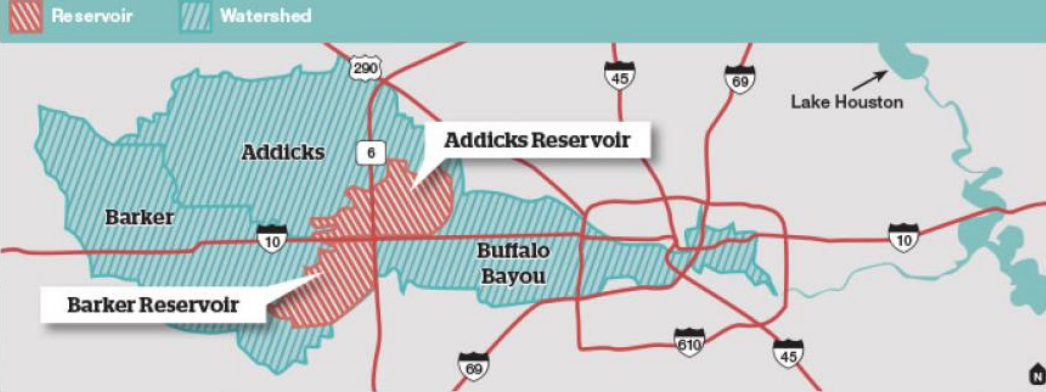 Reservoir
Watershed
290
45
69
Lake Houston
Addicks Reservoir
Addicks
6
Barker
10
10
Buffalo
Bayou
Barker Reservoir
69
610
45
N